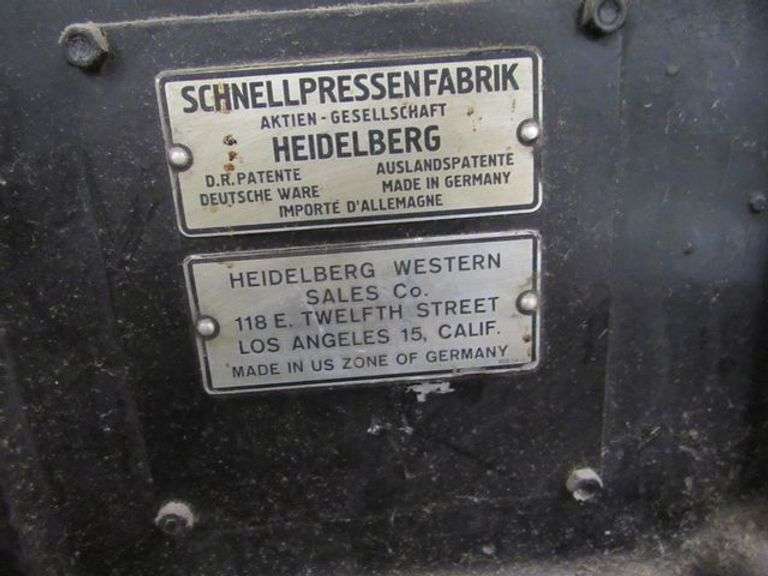 SCHNELLPRESSENFABRIK
AKTIEN - GESELLSCHAFT
HEIDELBERG
D.R. PATENTE
DEUTSCHE WARE
AUSLANDSPATENTE
MADE IN GERMANY
IMPORTÉ D'ALLEMAGNE
HEIDELBERG WESTERN
SALES Co.
118 E. TWELFTH STREET
LOS ANGELES 15, CALIF.
MADE IN US ZONE OF GERMANY